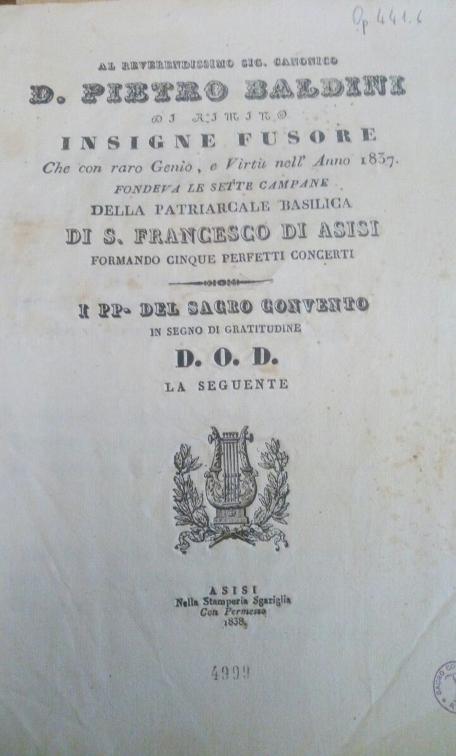 Op 441.6
AL REVERENDISSIMO SIG. CANONICO
D. PIETRO BALDINI
DI RIMINO
INSIGNE FUSORE
Che con raro Genio, e Virtù nell' Anno 1837.
FONDEVA LE SETTE CAMPANE
DELLA PATRIARCALE BASILICA
DI S. FRANCESCO DI ASISI
FORMANDO CINQUE PERFETTI CONCERTI
I PP. DEL SAGRO CONVENTO
IN SEGNO DI GRATITUDINE
D. O. D.
LA SEGUENTE
ASISI
Nella Stamperia Sgariglia
Con Permesso
1838.
4999